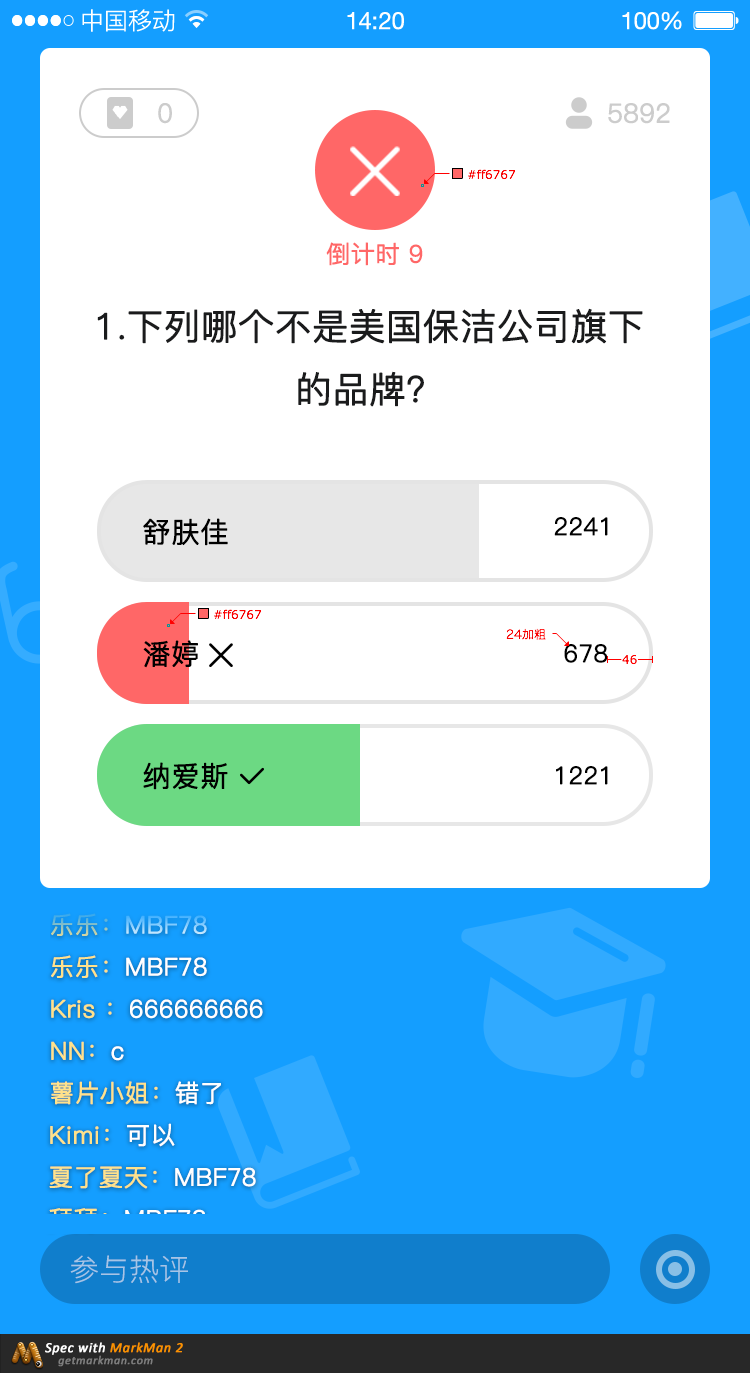 中国移动 14:20 100%
0 5892
#ff6767
倒计时 9
1.下列哪个不是美国保洁公司旗下
的品牌?
舒肤佳 2241
#ff6767
24加粗
潘婷 678 46
纳爱斯 1221
乐乐：MBF78
乐乐：MBF78
Kris：666666666
NN：c
薯片小姐：错了
Kimi：可以
夏了夏天：MBF78
参与热评
Spec with MarkMan 2
getmarkman.com